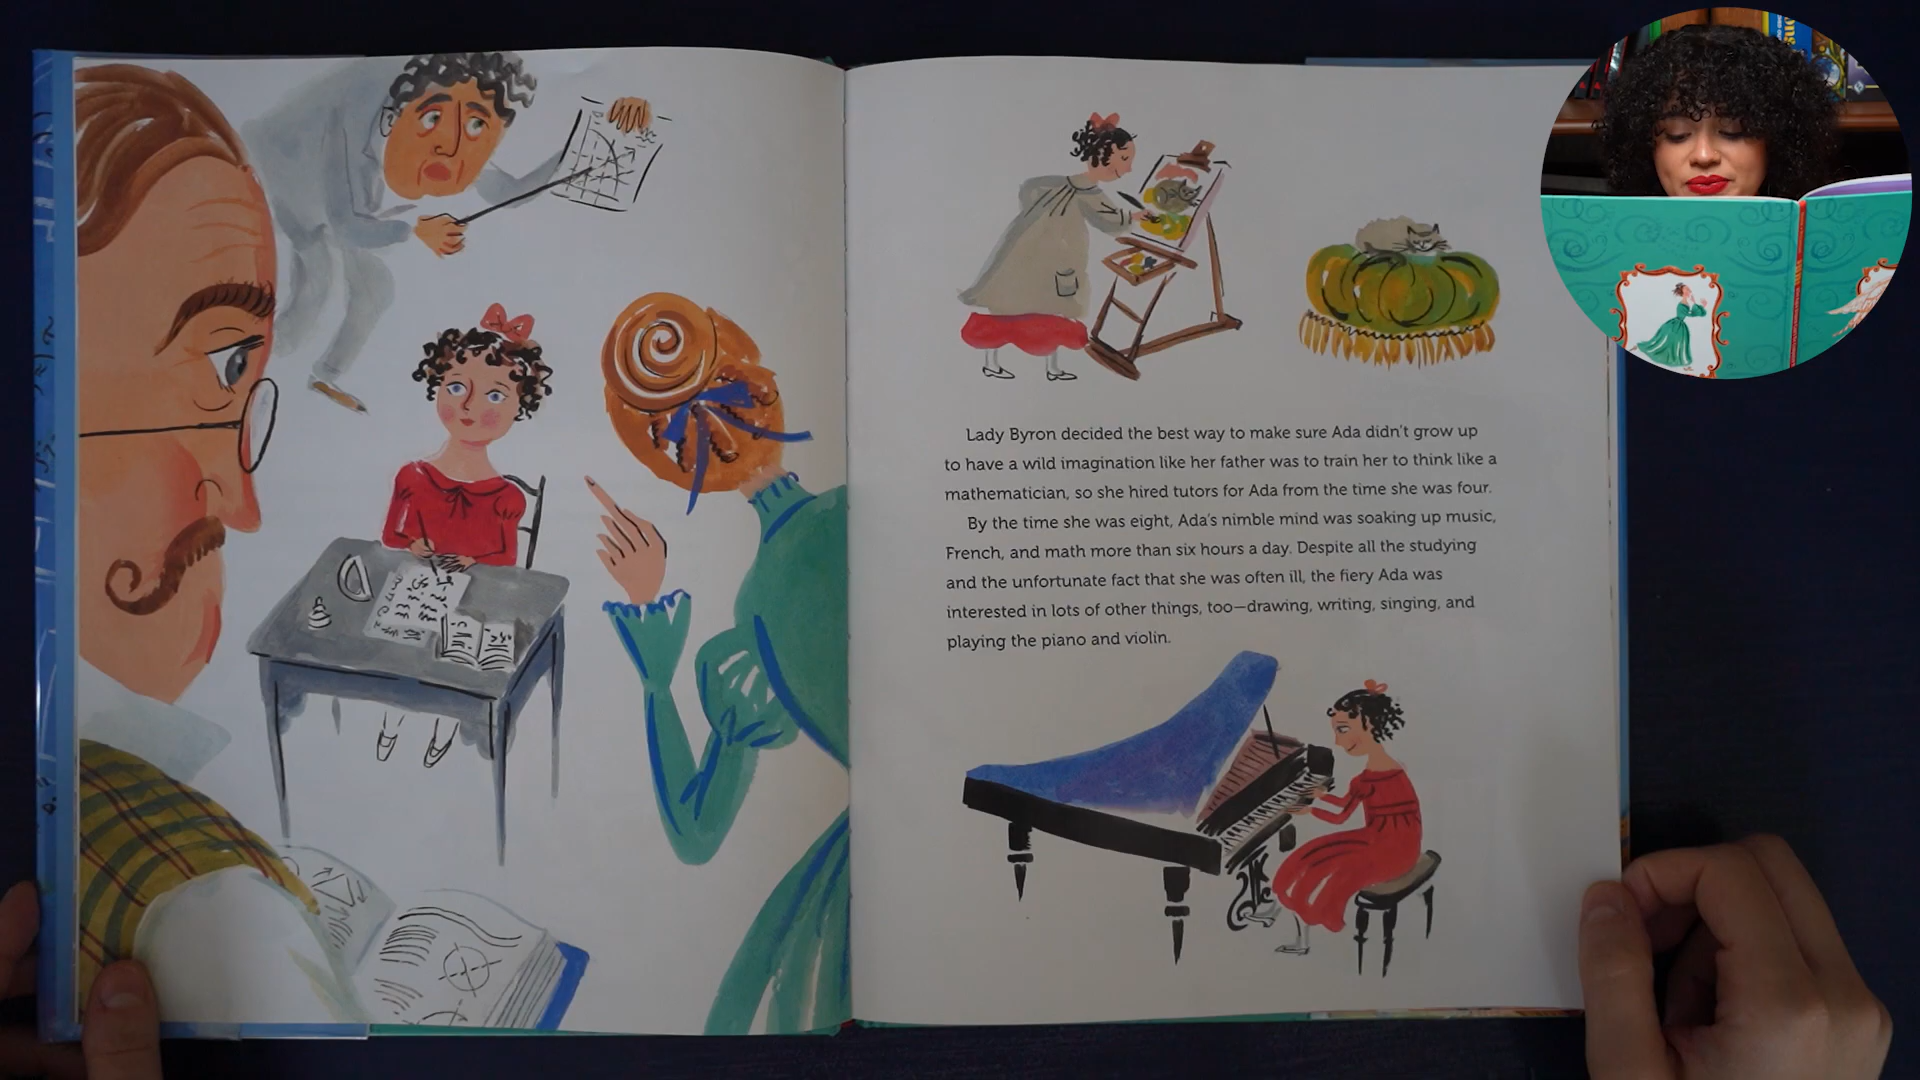 Lady Byron decided the best way to make sure Ada didn't grow up
to have a wild imagination like her father was to train her to think like a
mathematician, so she hired tutors for Ada from the time she was four.
By the time she was eight, Ada's nimble mind was soaking up music,
French, and math more than six hours a day. Despite all the studying
and the unfortunate fact that she was often ill, the fiery Ada was
interested in lots of other things, too—drawing, writing, singing, and
playing the piano and violin.